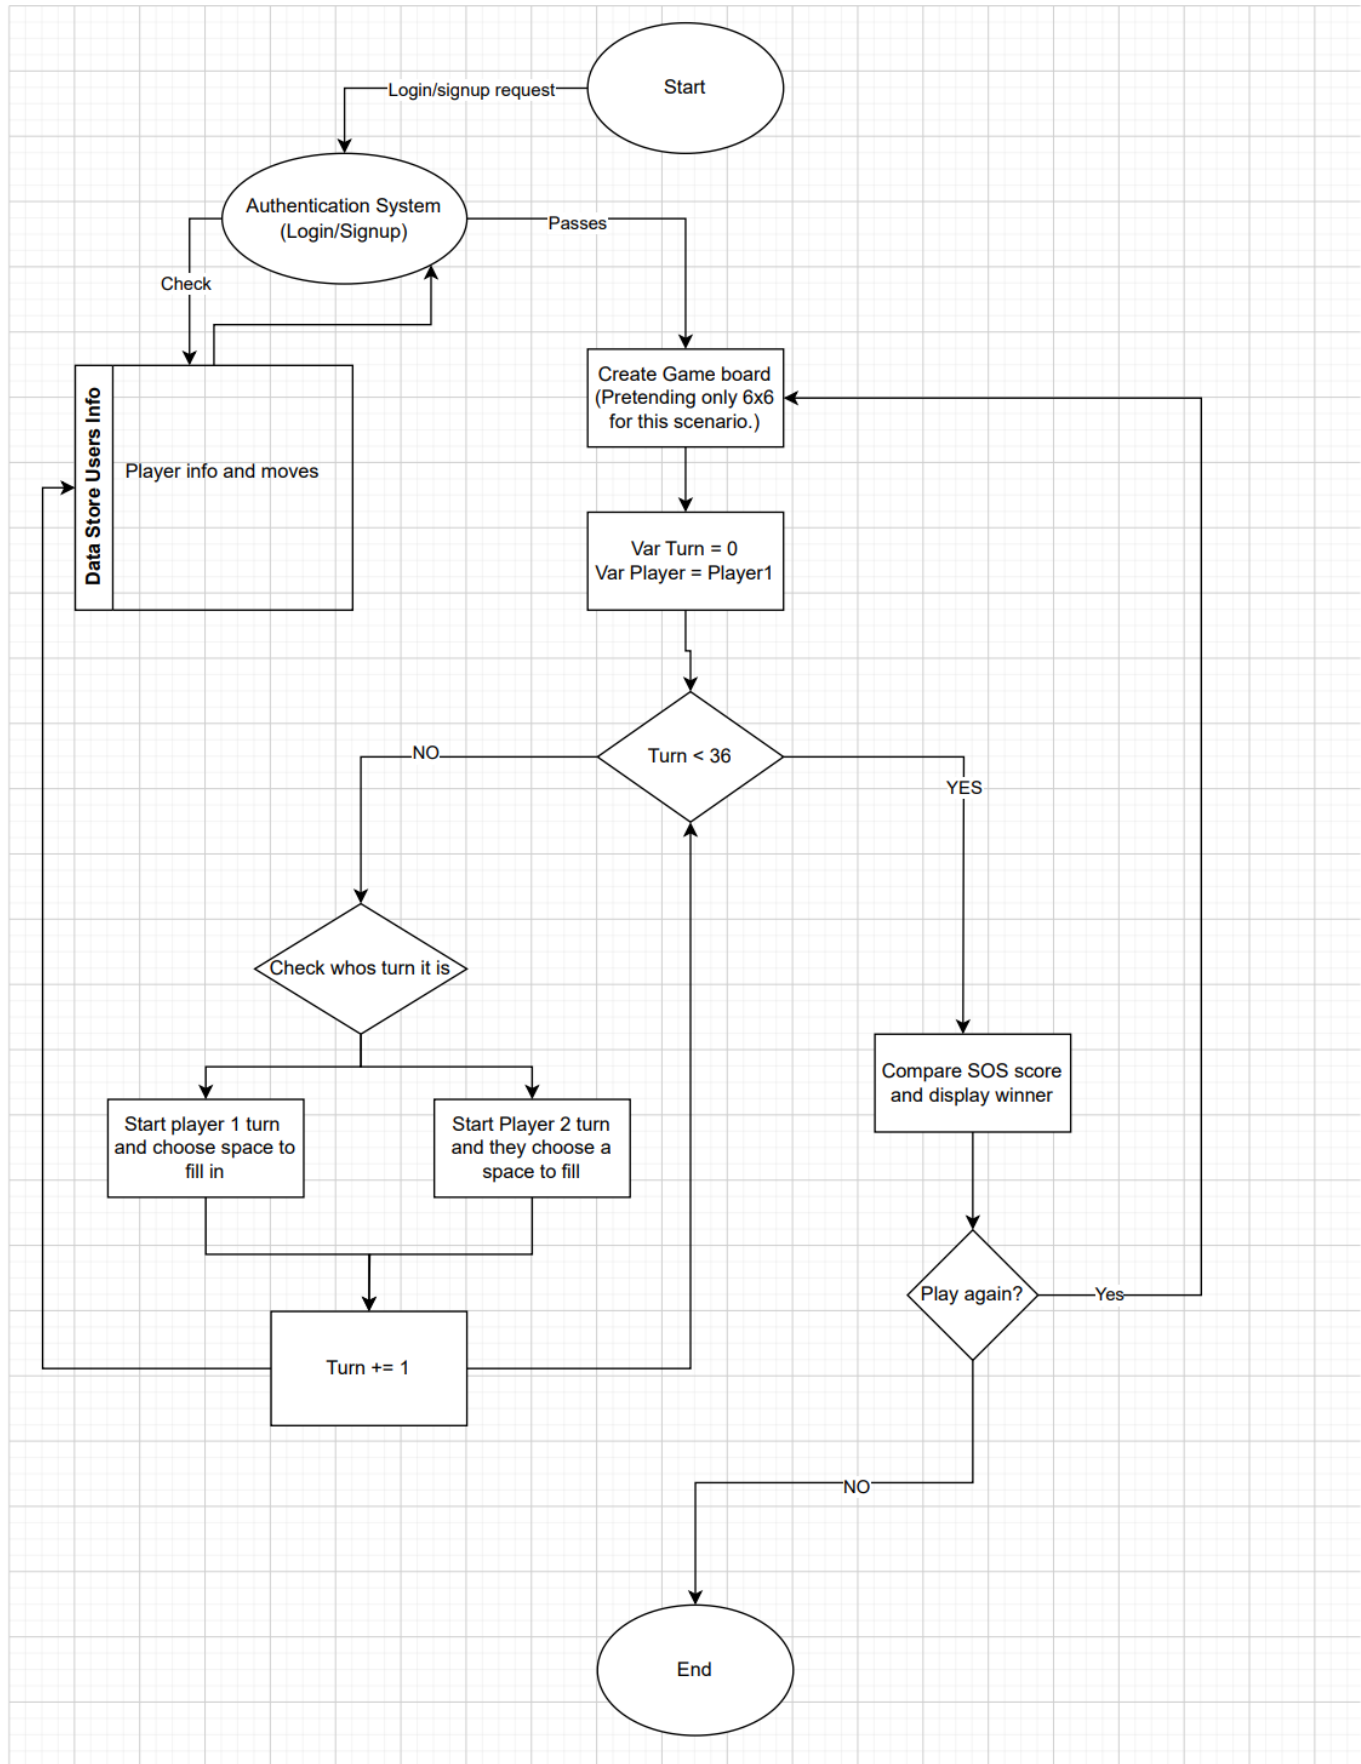 Start
Login/signup request
Authentication System
(Login/Signup)
Passes
Check
Data Store Users Info
Player info and moves
Create Game board
(Pretending only 6x6
for this scenario.)
Var Turn = 0
Var Player = Player1
Turn < 36
NO
YES
Check whos turn it is
Start player 1 turn
and choose space to
fill in
Start Player 2 turn
and they choose a
space to fill
Turn += 1
Compare SOS score
and display winner
Play again?
Yes
NO
End